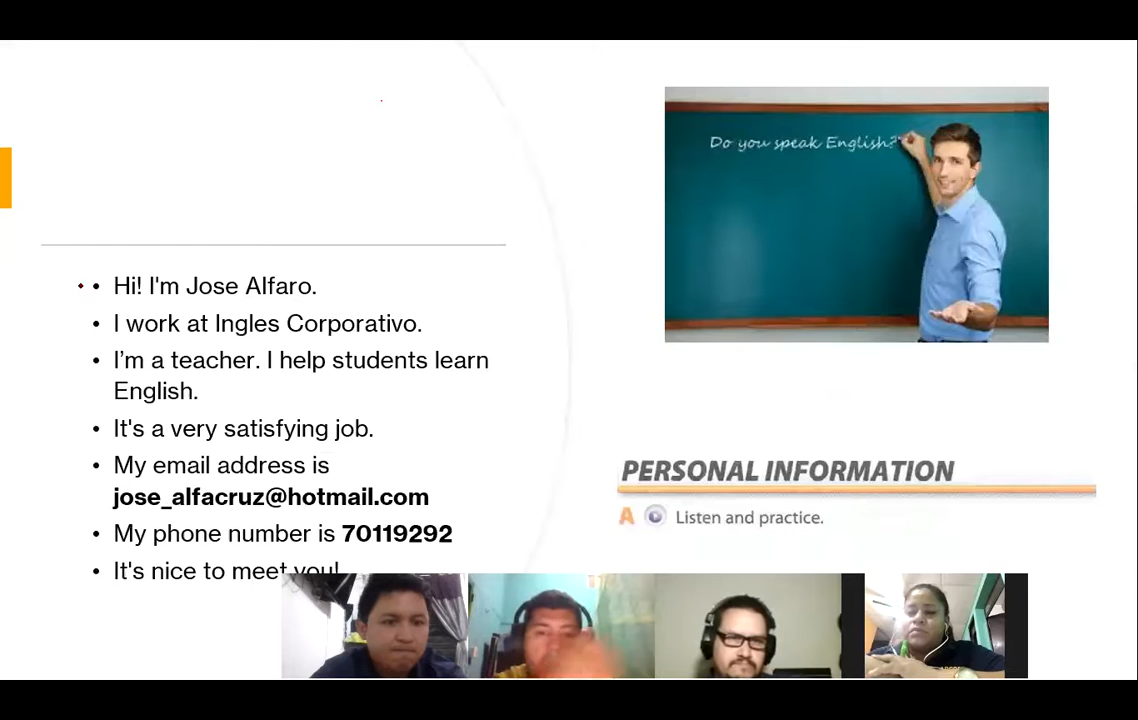 Hi! I'm Jose Alfaro.
I work at Ingles Corporativo.
I’m a teacher. I help students learn
English.
It's a very satisfying job.
My email address is
jose_alfacruz@hotmail.com
My phone number is 70119292
It's nice to meet you!
Do you speak English?
PERSONAL INFORMATION
A Listen and practice.